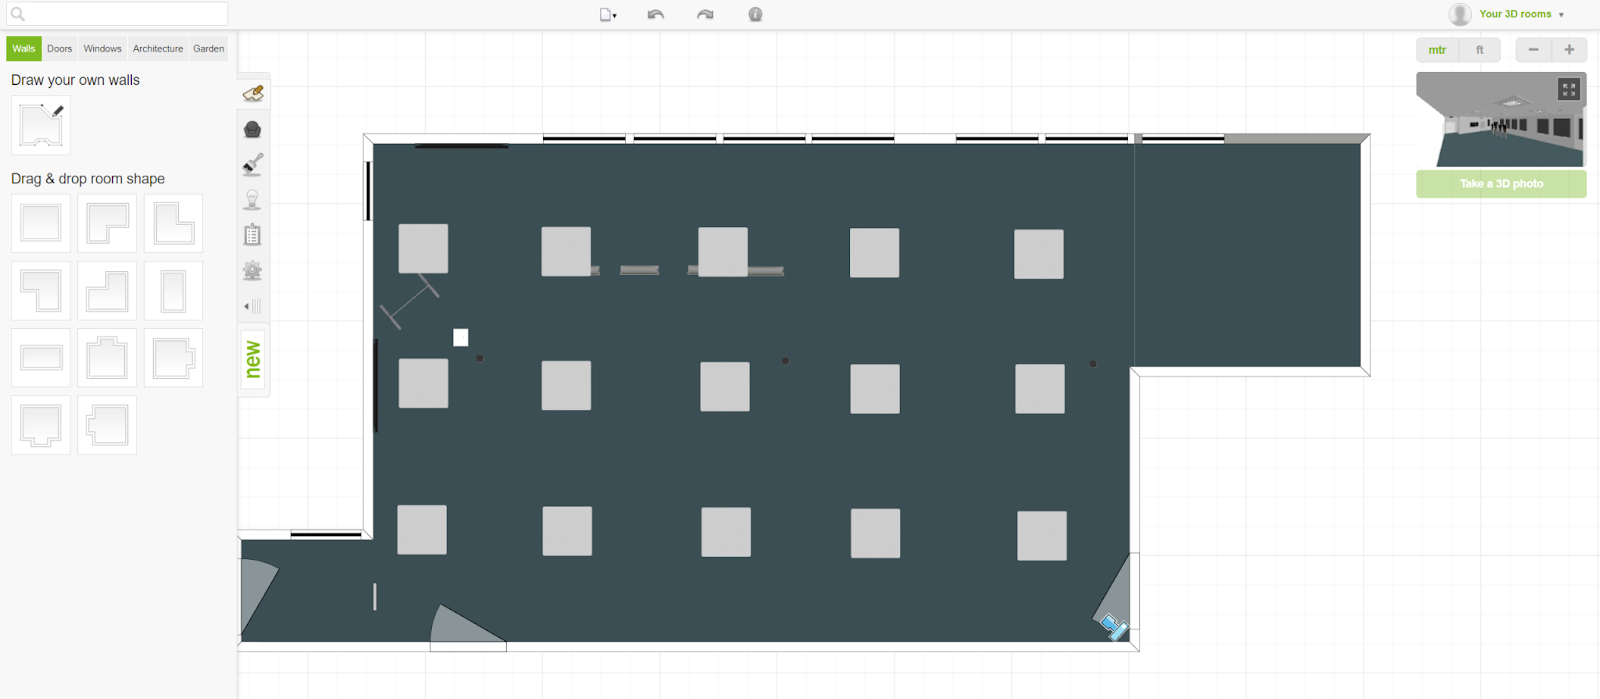 Your 3D rooms
Walls Doors Windows Architecture Garden
mtr ft
Draw your own walls
Drag & drop room shape
Take a 3D photo
new